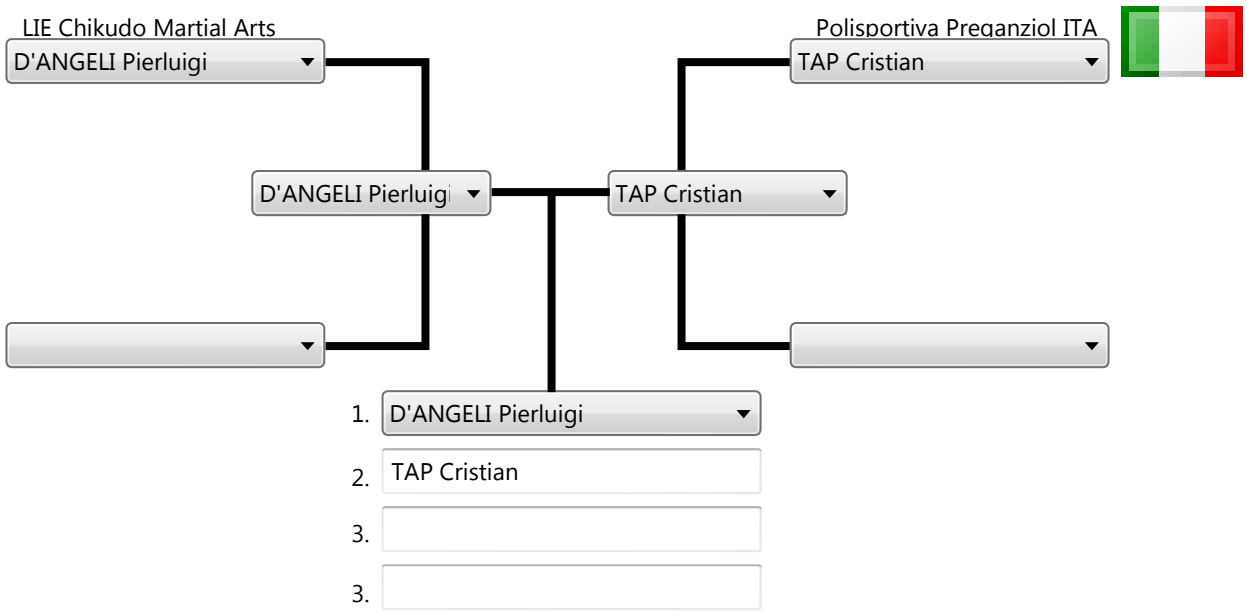 LIE Chikudo Martial Arts
Polisportiva Preganziol ITA
D'ANGELI Pierluigi
TAP Cristian
D'ANGELI Pierluigi
TAP Cristian
1. D'ANGELI Pierluigi
2. TAP Cristian
3.
3.